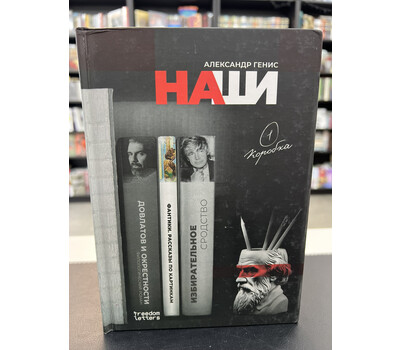 АЛЕКСАНДР ГЕНИС
НАШИ
1
Коробка
ДОВЛАТОВ И ОКРЕСТНОСТИ
ФАНТИКИ. РАССКАЗЫ ПО КАРТИНКАМ
ИЗБИРАТЕЛЬНОЕ
СРОДСТВО
freedom
letters